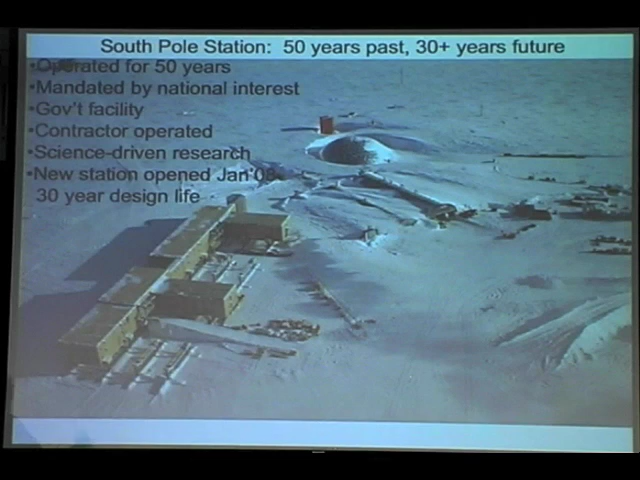 South Pole Station: 50 years past, 30+ years future
•Operated for 50 years
•Mandated by national interest
•Gov't facility
•Contractor operated
•Science-driven research
•New station opened Jan'08-
30 year design life